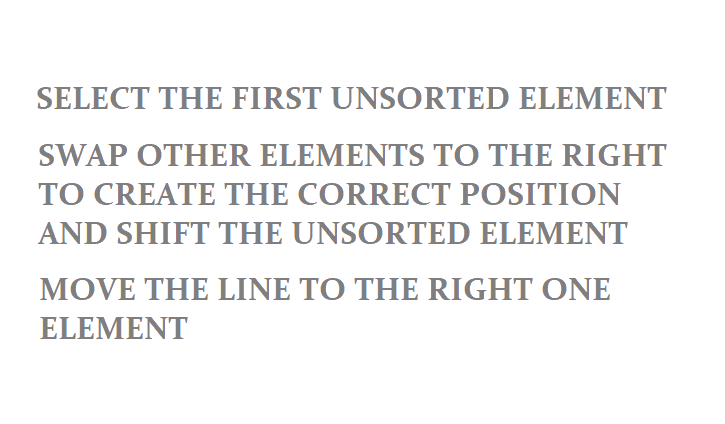 SELECT THE FIRST UNSORTED ELEMENT
SWAP OTHER ELEMENTS TO THE RIGHT
TO CREATE THE CORRECT POSITION
AND SHIFT THE UNSORTED ELEMENT
MOVE THE LINE TO THE RIGHT ONE
ELEMENT